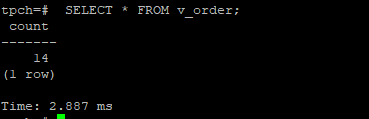 tpch=#  SELECT * FROM v_order;
 count
-------
    14
(1 row)

Time: 2.887 ms